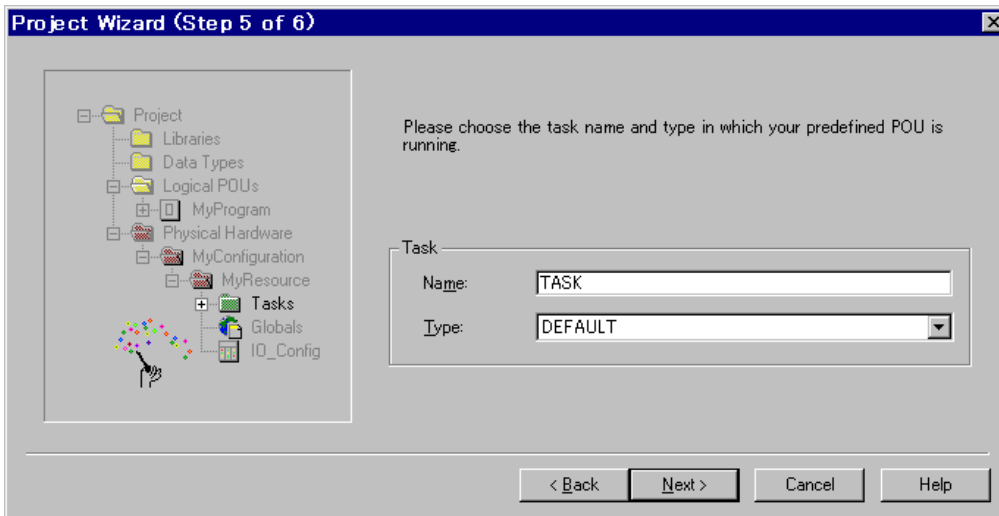 Project Wizard (Step 5 of 6)
Project
Libraries
Data Types
Logical POUs
MyProgram
Physical Hardware
MyConfiguration
MyResource
Tasks
Globals
IO_Config
Please choose the task name and type in which your predefined POU is
running.
Task
Name: TASK
Type: DEFAULT
< Back Next > Cancel Help